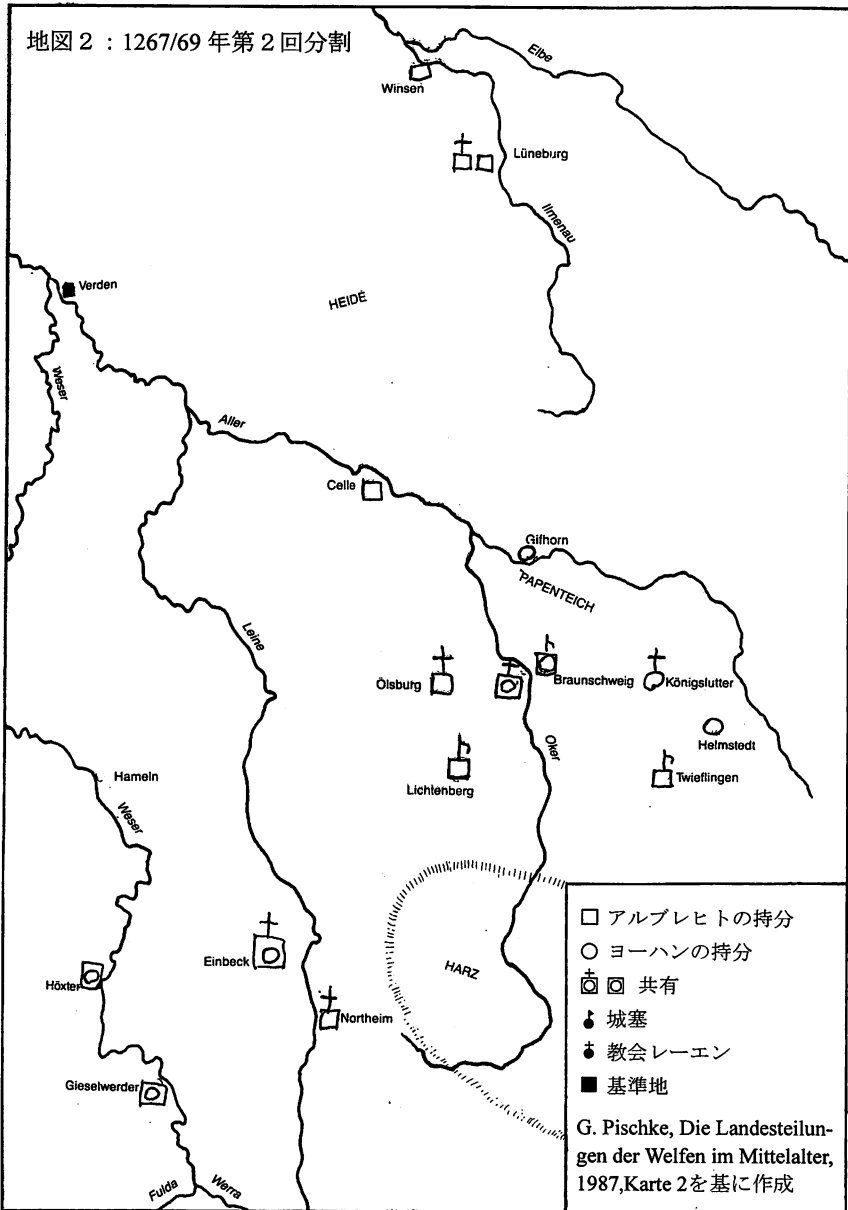 地図2：1267/69年第2回分割
Elbe
Winsen
Lüneburg
Ilmenau
Verden
HEIDE
Weser
Aller
Celle
Gifhorn
PAPENTEICH
Leine
Ölsburg
Braunschweig
Königslutter
Helmstedt
Oker
Lichtenberg
Twieflingen
Hameln
Weser
Einbeck
HARZ
Höxter
Northeim
Gieselwerder
Fulda
Werra
□ アルブレヒトの持分
○ ヨーハンの持分
共有
城塞
教会レーエン
■ 基準地
G. Pischke, Die Landesteilun-
gen der Welfen im Mittelalter,
1987,Karte 2を基に作成